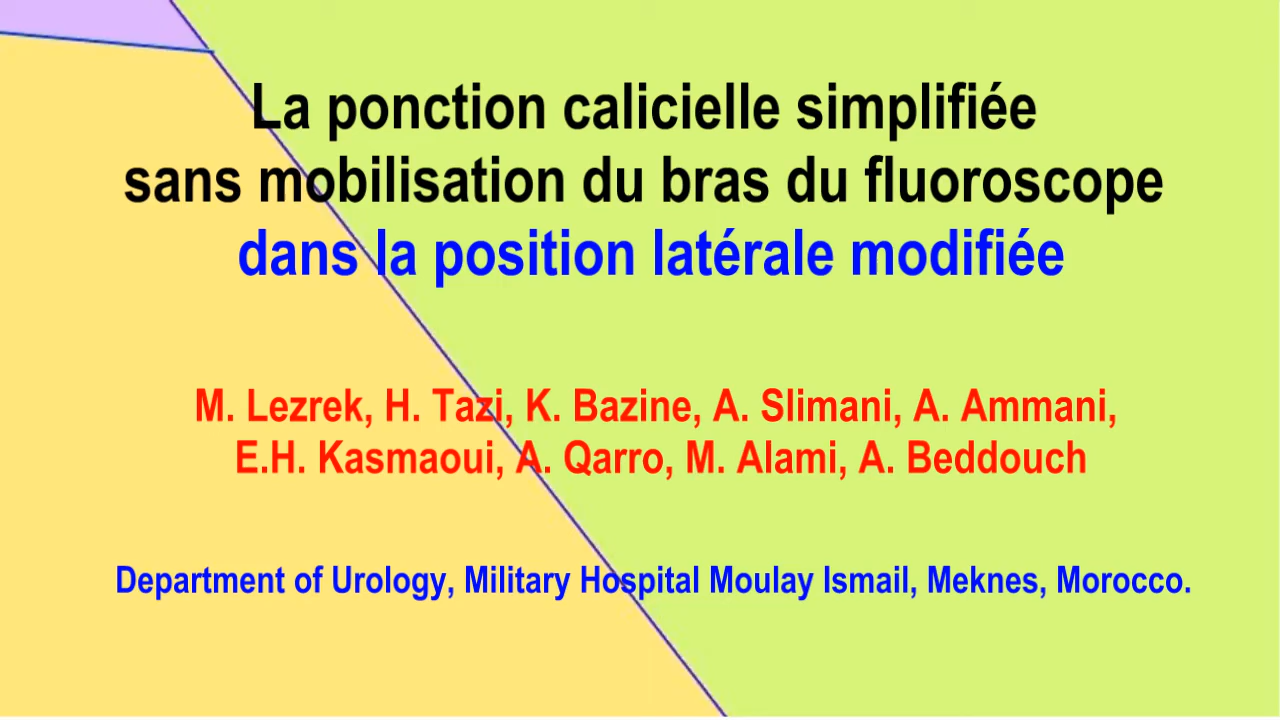 La ponction calicielle simplifiée
sans mobilisation du bras du fluoroscope
dans la position latérale modifiée
M. Lezrek, H. Tazi, K. Bazine, A. Slimani, A. Ammani,
E.H. Kasmaoui, A. Qarro, M. Alami, A. Beddouch
Department of Urology, Military Hospital Moulay Ismail, Meknes, Morocco.